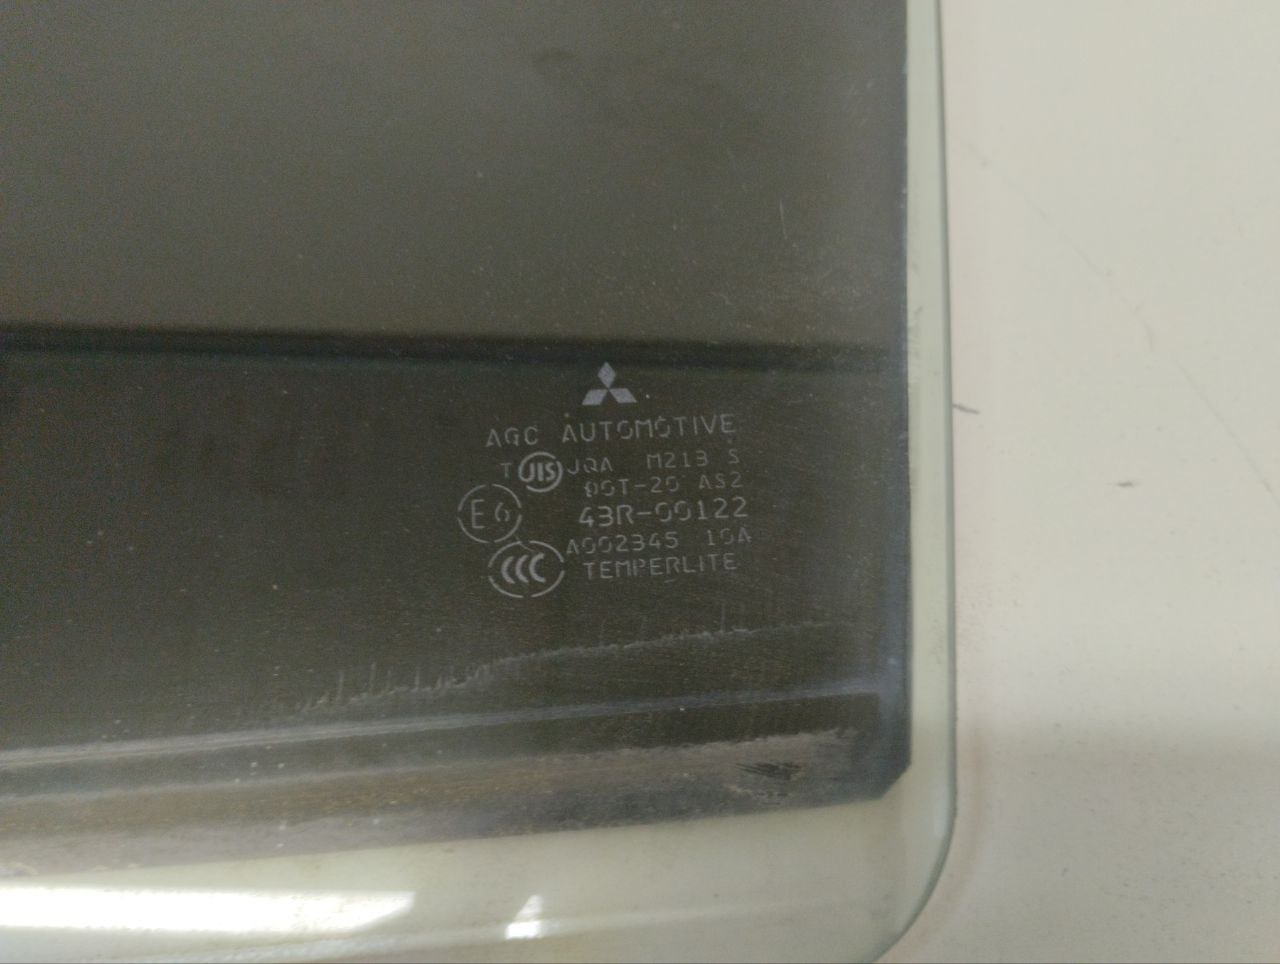 AGC AUTOMOTIVE
T JIS JQA M213 S
DOT-20 AS2
E6 43R-00122
A002345 10A
CCC TEMPERLITE